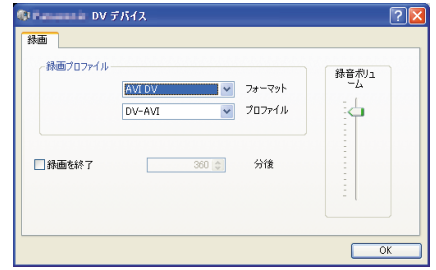 DV デバイス
録画
録画プロファイル
AVI DV フォーマット
DV-AVI プロファイル
録音ボリュ
ーム
録画を終了 360 分後
OK